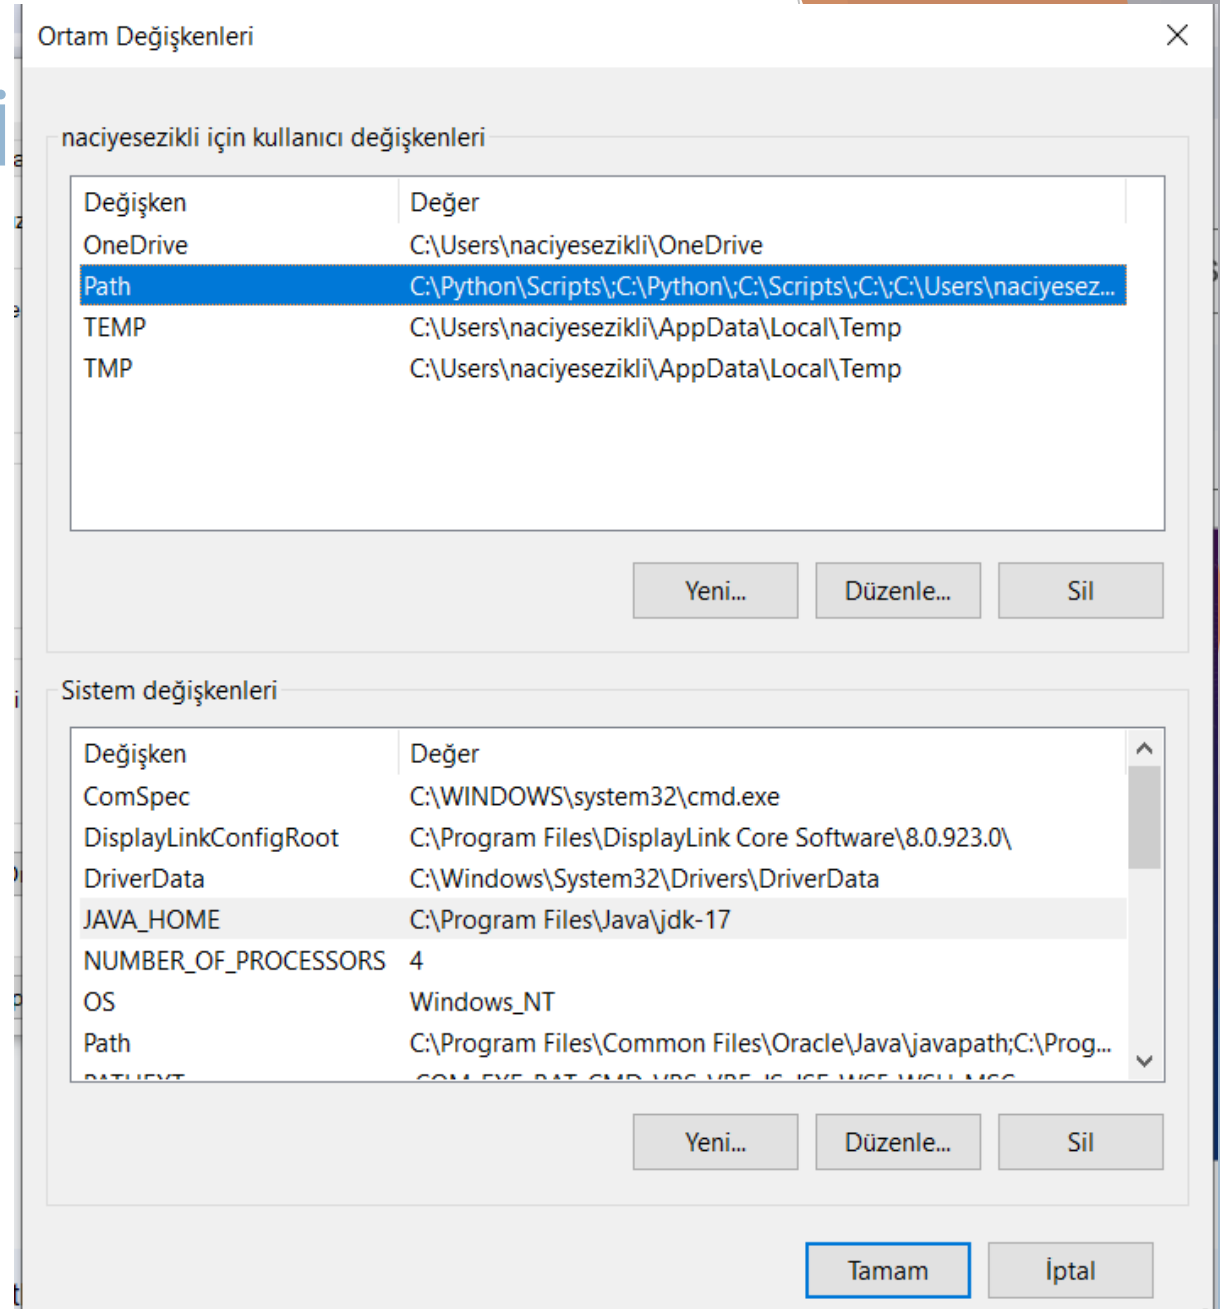 Ortam Değişkenleri
naciyesezikli için kullanıcı değişkenleri
Değişken Değer
OneDrive C:\Users\naciyesezikli\OneDrive
Path C:\Python\Scripts\;C:\Python\;C:\Scripts\;C:\;C:\Users\naciyesez...
TEMP C:\Users\naciyesezikli\AppData\Local\Temp
TMP C:\Users\naciyesezikli\AppData\Local\Temp
Yeni... Düzenle... Sil
Sistem değişkenleri
Değişken Değer
ComSpec C:\WINDOWS\system32\cmd.exe
DisplayLinkConfigRoot C:\Program Files\DisplayLink Core Software\8.0.923.0\
DriverData C:\Windows\System32\Drivers\DriverData
JAVA_HOME C:\Program Files\Java\jdk-17
NUMBER_OF_PROCESSORS 4
OS Windows_NT
Path C:\Program Files\Common Files\Oracle\Java\javapath;C:\Prog...
Yeni... Düzenle... Sil
Tamam İptal